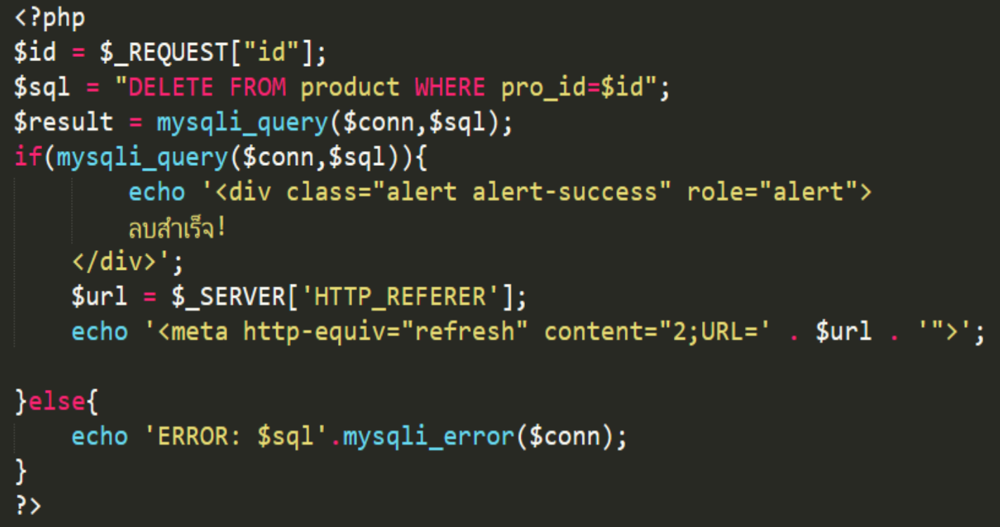 <?php
$id = $_REQUEST["id"];
$sql = "DELETE FROM product WHERE pro_id=$id";
$result = mysqli_query($conn,$sql);
if(mysqli_query($conn,$sql)){
echo '<div class="alert alert-success" role="alert">
ลบสำเร็จ!
</div>';
$url = $_SERVER['HTTP_REFERER'];
echo '<meta http-equiv="refresh" content="2;URL=' . $url . '">';
}else{
echo 'ERROR: $sql'.mysqli_error($conn);
}
?>